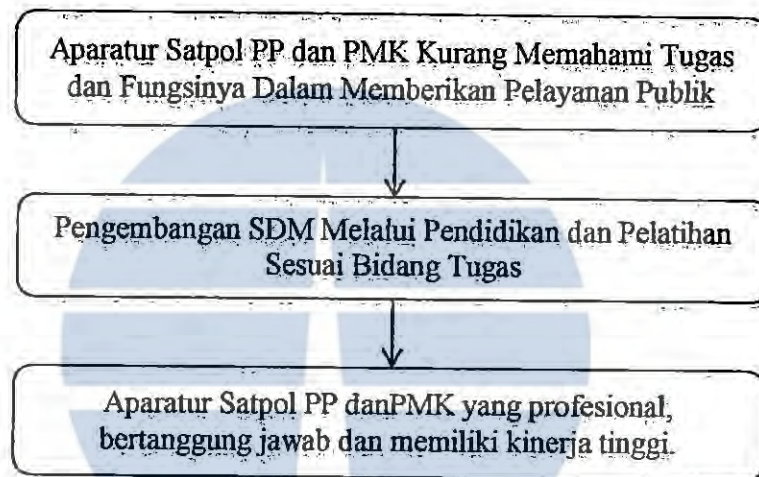 Aparatur Satpol PP dan PMK Kurang Memahami Tugas
dan Fungsinya Dalam Memberikan Pelayanan Publik
Pengembangan SDM Melalui Pendidikan dan Pelatihan
Sesuai Bidang Tugas
Aparatur Satpol PP danPMK yang profesional,
bertanggung jawab dan memiliki kinerja tinggi.